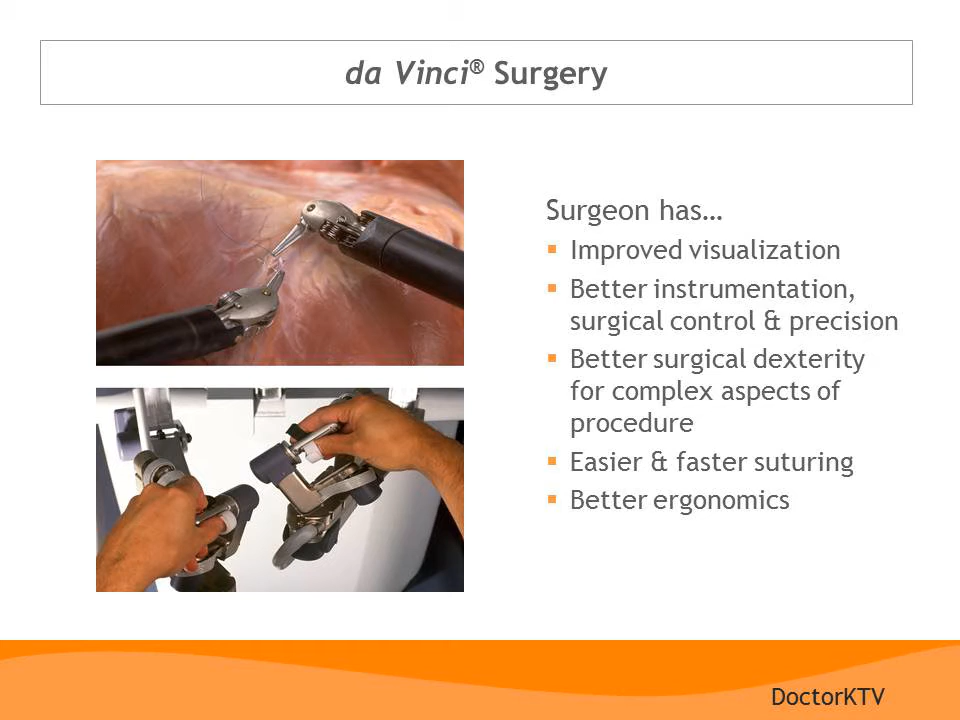 da Vinci® Surgery
Surgeon has…
▪ Improved visualization
▪ Better instrumentation,
surgical control & precision
▪ Better surgical dexterity
for complex aspects of
procedure
▪ Easier & faster suturing
▪ Better ergonomics
DoctorKTV